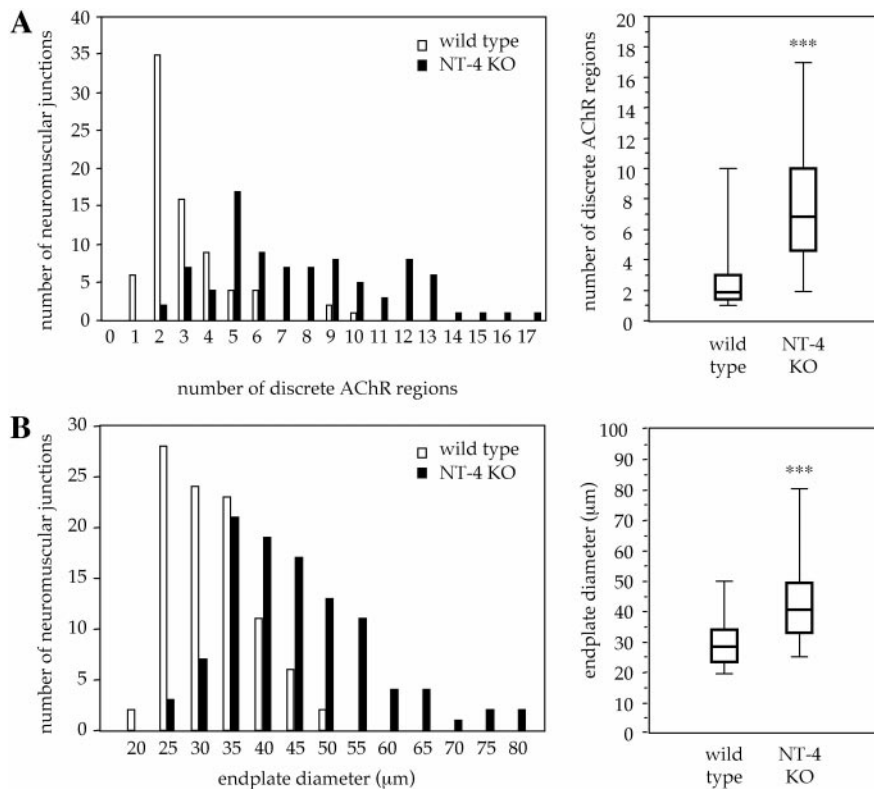 A
number of neuromuscular junctions
40
35
30
25
20
15
10
5
0
wild type
NT-4 KO
0 1 2 3 4 5 6 7 8 9 10 11 12 13 14 15 16 17
number of discrete AChR regions
number of discrete AChR regions
20
18
16
14
12
10
8
6
4
2
0
***
wild type
NT-4 KO
B
number of neuromuscular junctions
30
25
20
15
10
5
0
wild type
NT-4 KO
20 25 30 35 40 45 50 55 60 65 70 75 80
endplate diameter (μm)
endplate diameter (μm)
100
90
80
70
60
50
40
30
20
10
0
***
wild type
NT-4 KO